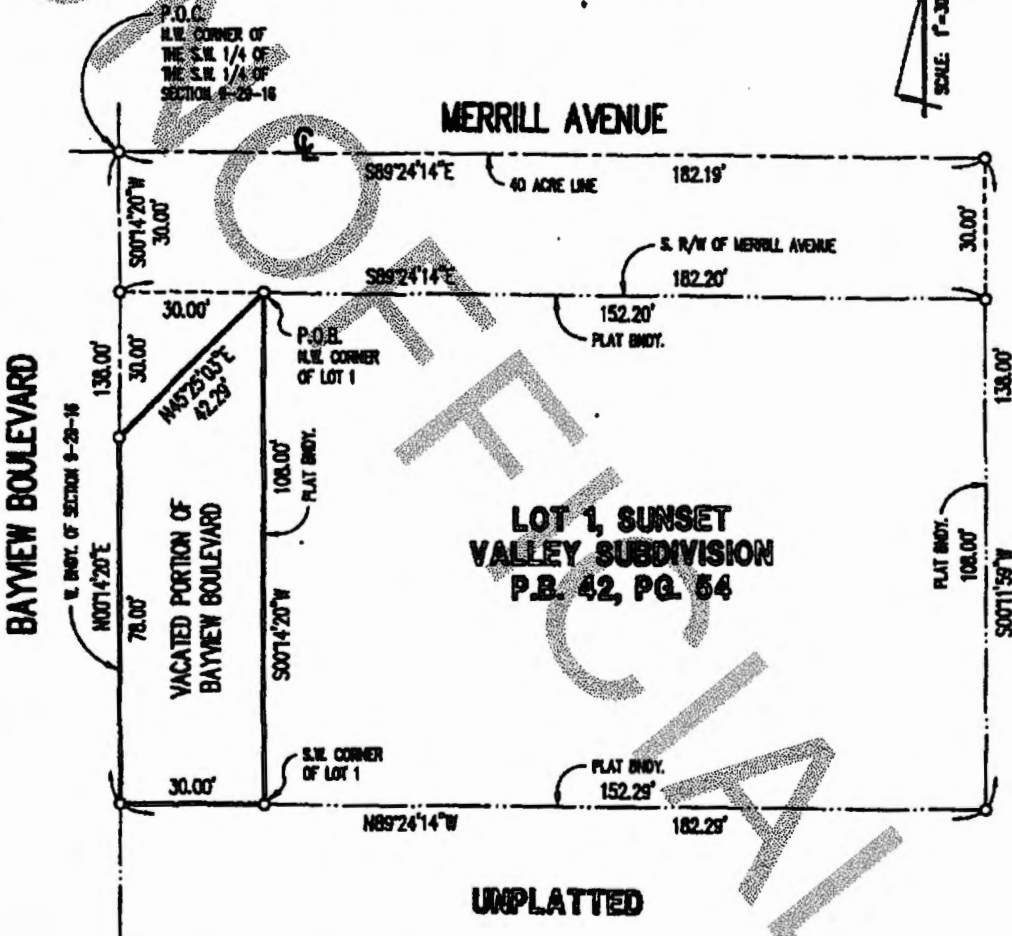 P.O.C.
N.W. CORNER OF
THE S.W. 1/4 OF
THE S.W. 1/4 OF
SECTION 9-29-16
SCALE: 1"=30
MERRILL AVENUE
S89°24'14"E
40 ACRE LINE
182.19'
S00°14'20"W
30.00'
30.00'
S. R/W OF MERRILL AVENUE
S89°24'14"E
182.20'
30.00'
152.20'
PLAT BNDY.
P.O.B.
N.W. CORNER
OF LOT 1
138.00'
30.00'
N45°25'03"E
42.29'
138.00'
BAYVIEW BOULEVARD
W. BNDY. OF SECTION 9-29-16
N00°14'20"E
78.00'
VACATED PORTION OF
BAYVIEW BOULEVARD
108.00'
PLAT BNDY.
S00°14'20"W
LOT 1, SUNSET
VALLEY SUBDIVISION
P.B. 42, PG. 54
PLAT BNDY.
108.00'
S00°11'59"W
S.W. CORNER
OF LOT 1
30.00'
PLAT BNDY.
152.29'
N89°24'14"W
182.29'
UNPLATTED